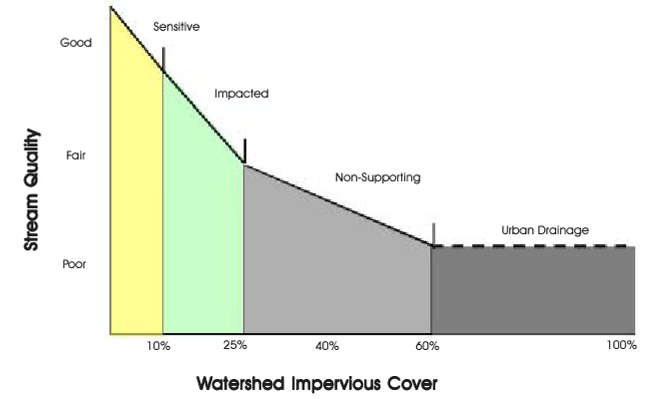 Sensitive
Good
Impacted
Fair
Non-Supporting
Urban Drainage
Poor
Stream Quality
10% 25% 40% 60% 100%
Watershed Impervious Cover